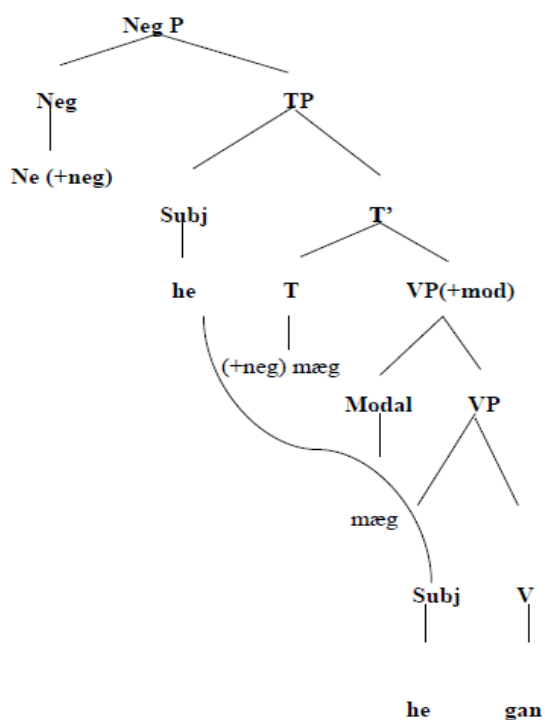 Neg P
Neg TP
Ne (+neg)
Subj T’
he T VP(+mod)
(+neg) mæg
Modal VP
mæg
Subj V
he gan